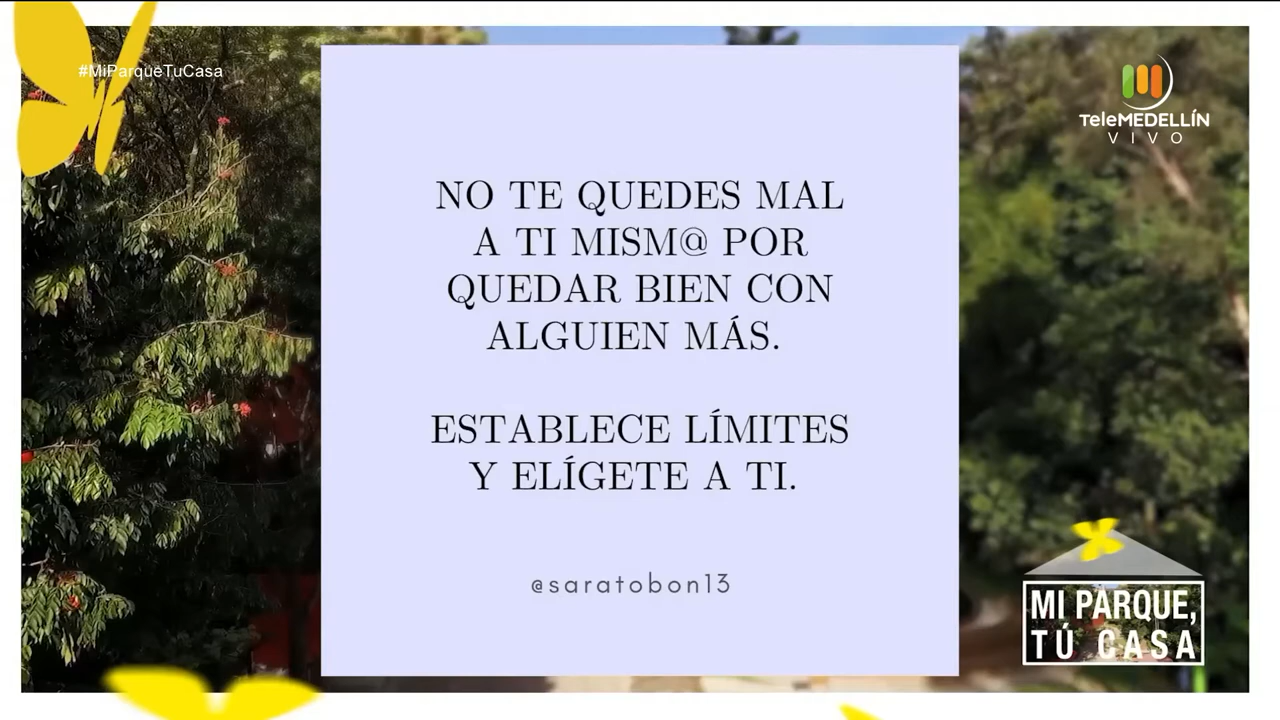 #MiParqueTuCasa
TeleMEDELLÍN
VIVO
NO TE QUEDES MAL
A TI MISM@ POR
QUEDAR BIEN CON
ALGUIEN MÁS.
ESTABLECE LÍMITES
Y ELÍGETE A TI.
@saratobon13
MI PARQUE,
TÚ CASA